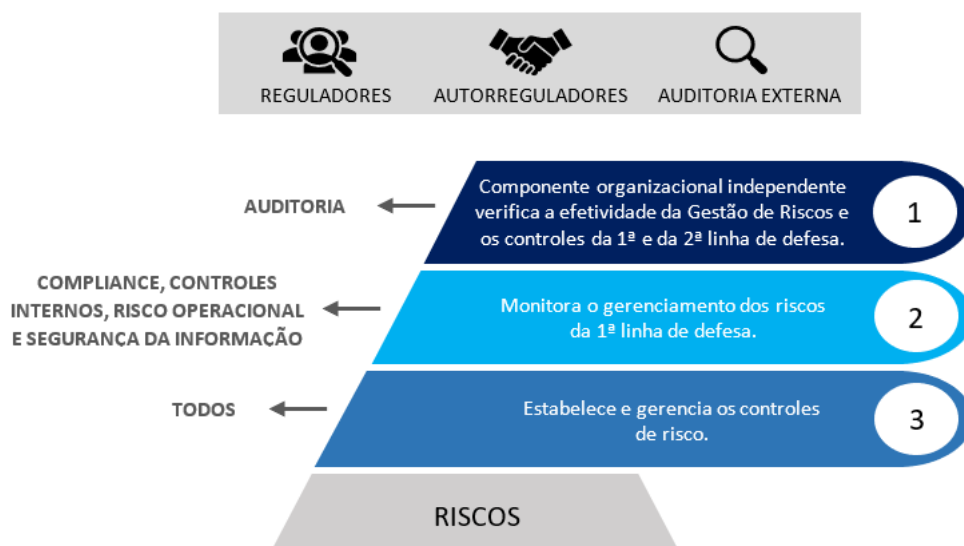 REGULADORES
AUTORREGULADORES
AUDITORIA EXTERNA
AUDITORIA
Componente organizacional independente
verifica a efetividade da Gestão de Riscos e
os controles da 1ª e da 2ª linha de defesa.
1
COMPLIANCE, CONTROLES
INTERNOS, RISCO OPERACIONAL
E SEGURANÇA DA INFORMAÇÃO
Monitora o gerenciamento dos riscos
da 1ª linha de defesa.
2
TODOS
Estabelece e gerencia os controles
de risco.
3
RISCOS